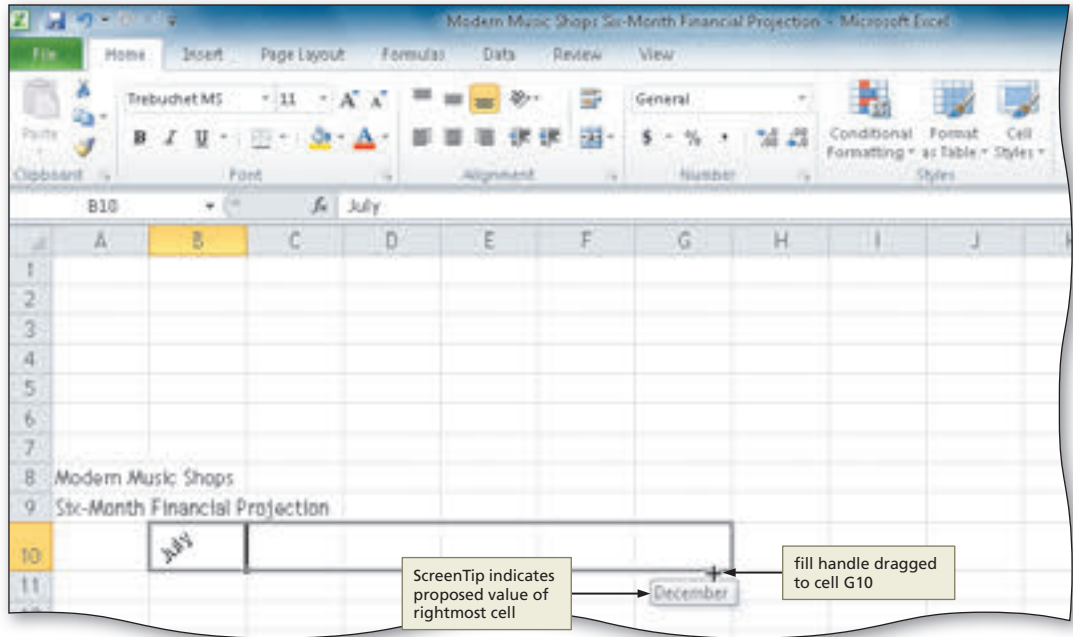 Modern Music Shops Six-Month Financial Projection - Microsoft Excel
File Home Insert Page Layout Formulas Data Review View
Trebuchet MS 11 A A General
Paste B I U A $ % , Conditional Formatting Format as Table Cell Styles
Clipboard Font Alignment Number Styles
B10 fx July
A B C D E F G H I J K
1
2
3
4
5
6
7
8 Modern Music Shops
9 Six-Month Financial Projection
10 July
11
December
ScreenTip indicates
proposed value of
rightmost cell
fill handle dragged
to cell G10